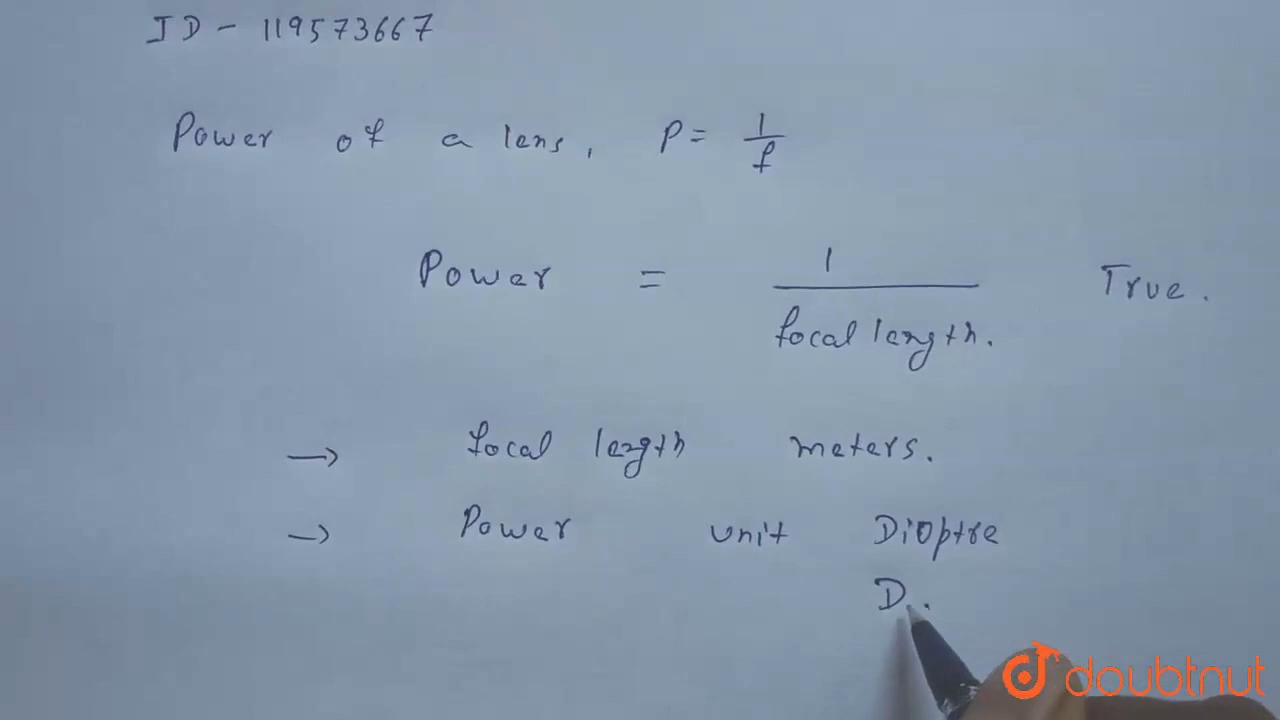 ID - 119573667
Power of a lens, P = 1/f
Power = 1/focal length. True.
→ focal length meters.
→ Power unit Dioptre
D.
doubtnut